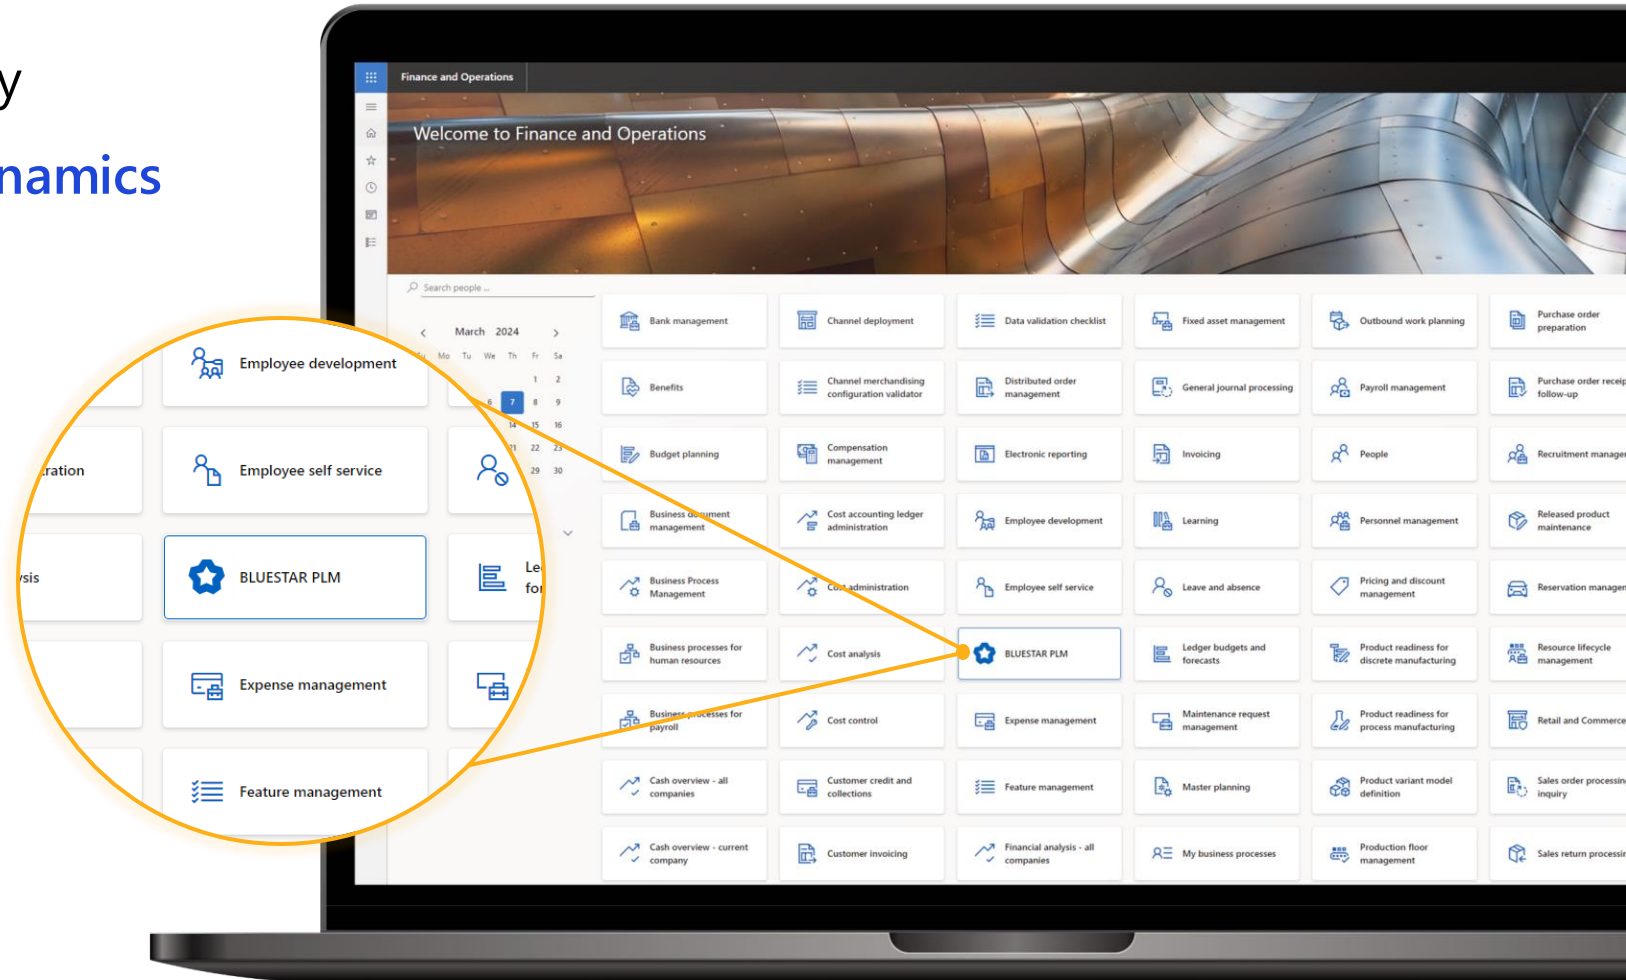 y
namics
Finance and Operations
Welcome to Finance and Operations
Search people ...
March 2024
Mo Tu We Th Fr Sa
1 2
6 7 8 9
14 15 16
21 22 23
29 30
Bank management
Channel deployment
Data validation checklist
Fixed asset management
Outbound work planning
Purchase order
preparation
Benefits
Channel merchandising
configuration validator
Distributed order
management
General journal processing
Payroll management
Purchase order receip
follow-up
Budget planning
Compensation
management
Electronic reporting
Invoicing
People
Recruitment manager
Business document
management
Cost accounting ledger
administration
Employee development
Learning
Personnel management
Released product
maintenance
Business Process
Management
Cost administration
Employee self service
Leave and absence
Pricing and discount
management
Reservation manager
Business processes for
human resources
Cost analysis
BLUESTAR PLM
Ledger budgets and
forecasts
Product readiness for
discrete manufacturing
Resource lifecycle
management
Business processes for
payroll
Cost control
Expense management
Maintenance request
management
Product readiness for
process manufacturing
Retail and Commerce
Cash overview - all
companies
Customer credit and
collections
Feature management
Master planning
Product variant model
definition
Sales order processin
inquiry
Cash overview - current
company
Customer invoicing
Financial analysis - all
companies
My business processes
Production floor
management
Sales return processin
Employee development
ration
Employee self service
ysis
BLUESTAR PLM
Le
for
Expense management
Feature management